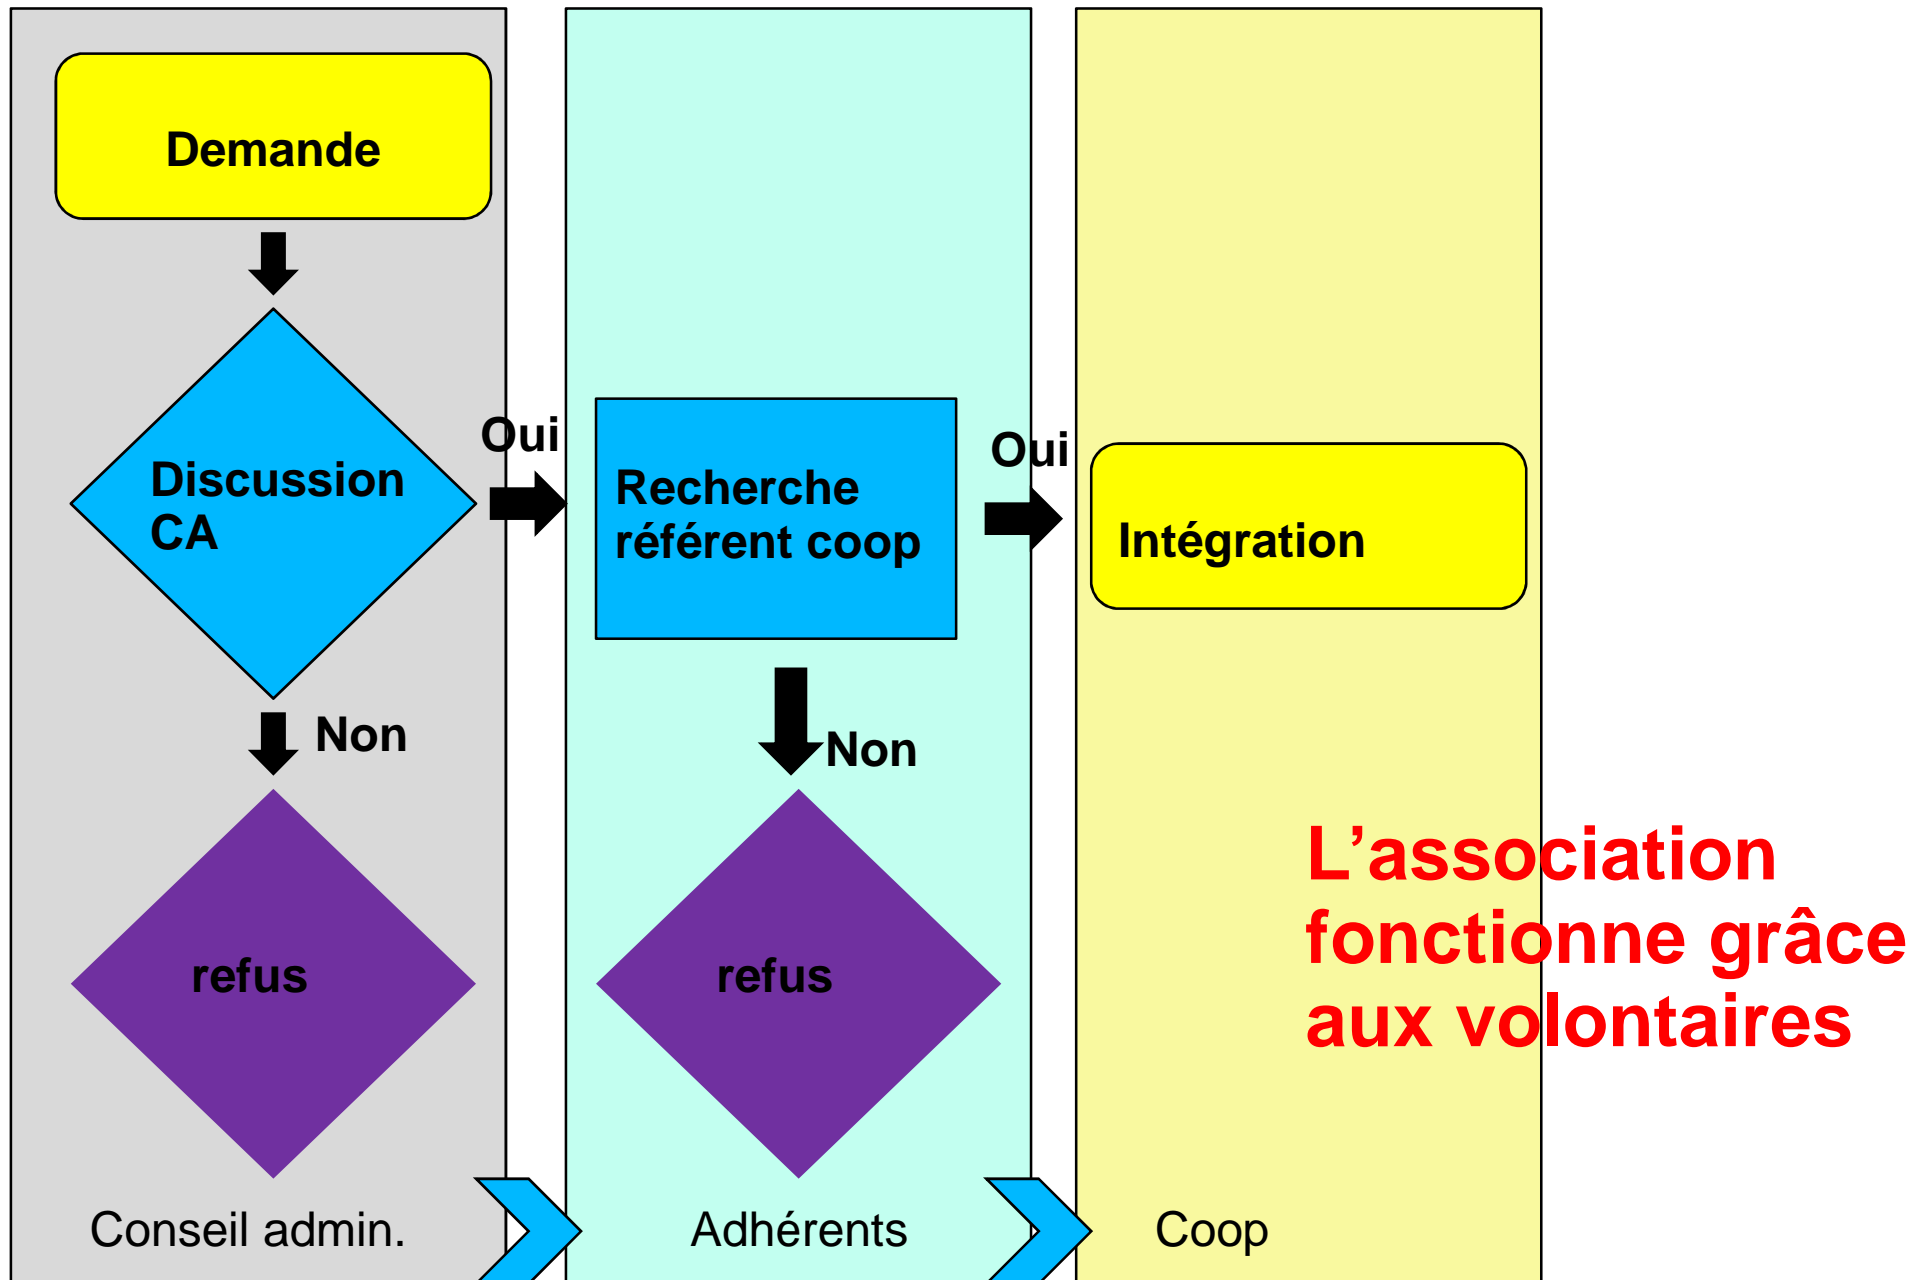 Demande
Discussion
CA
Oui
Non
refus
Conseil admin.
Recherche
référent coop
Oui
Non
refus
Adhérents
Intégration
Coop
L’association
fonctionne grâce
aux volontaires